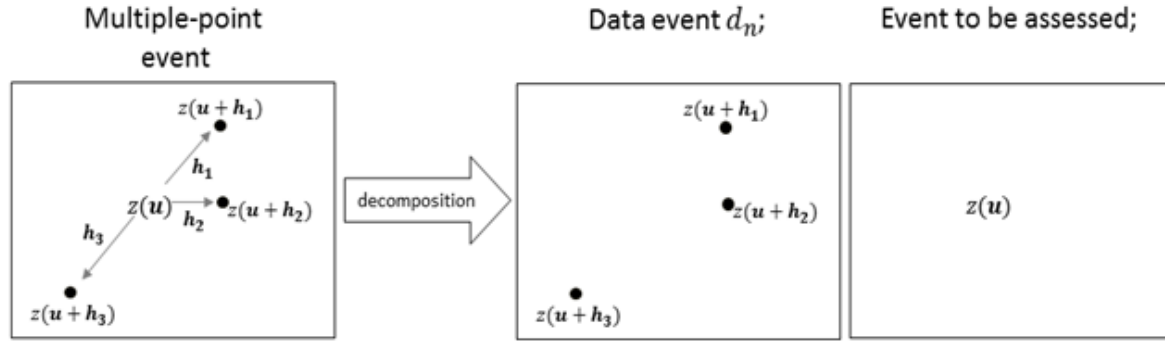 Multiple-point
event
Data event dₙ;
Event to be assessed;
z(u + h₁)
h₁
z(u)
h₂
z(u + h₂)
h₃
z(u + h₃)
decomposition
z(u + h₁)
z(u + h₂)
z(u + h₃)
z(u)